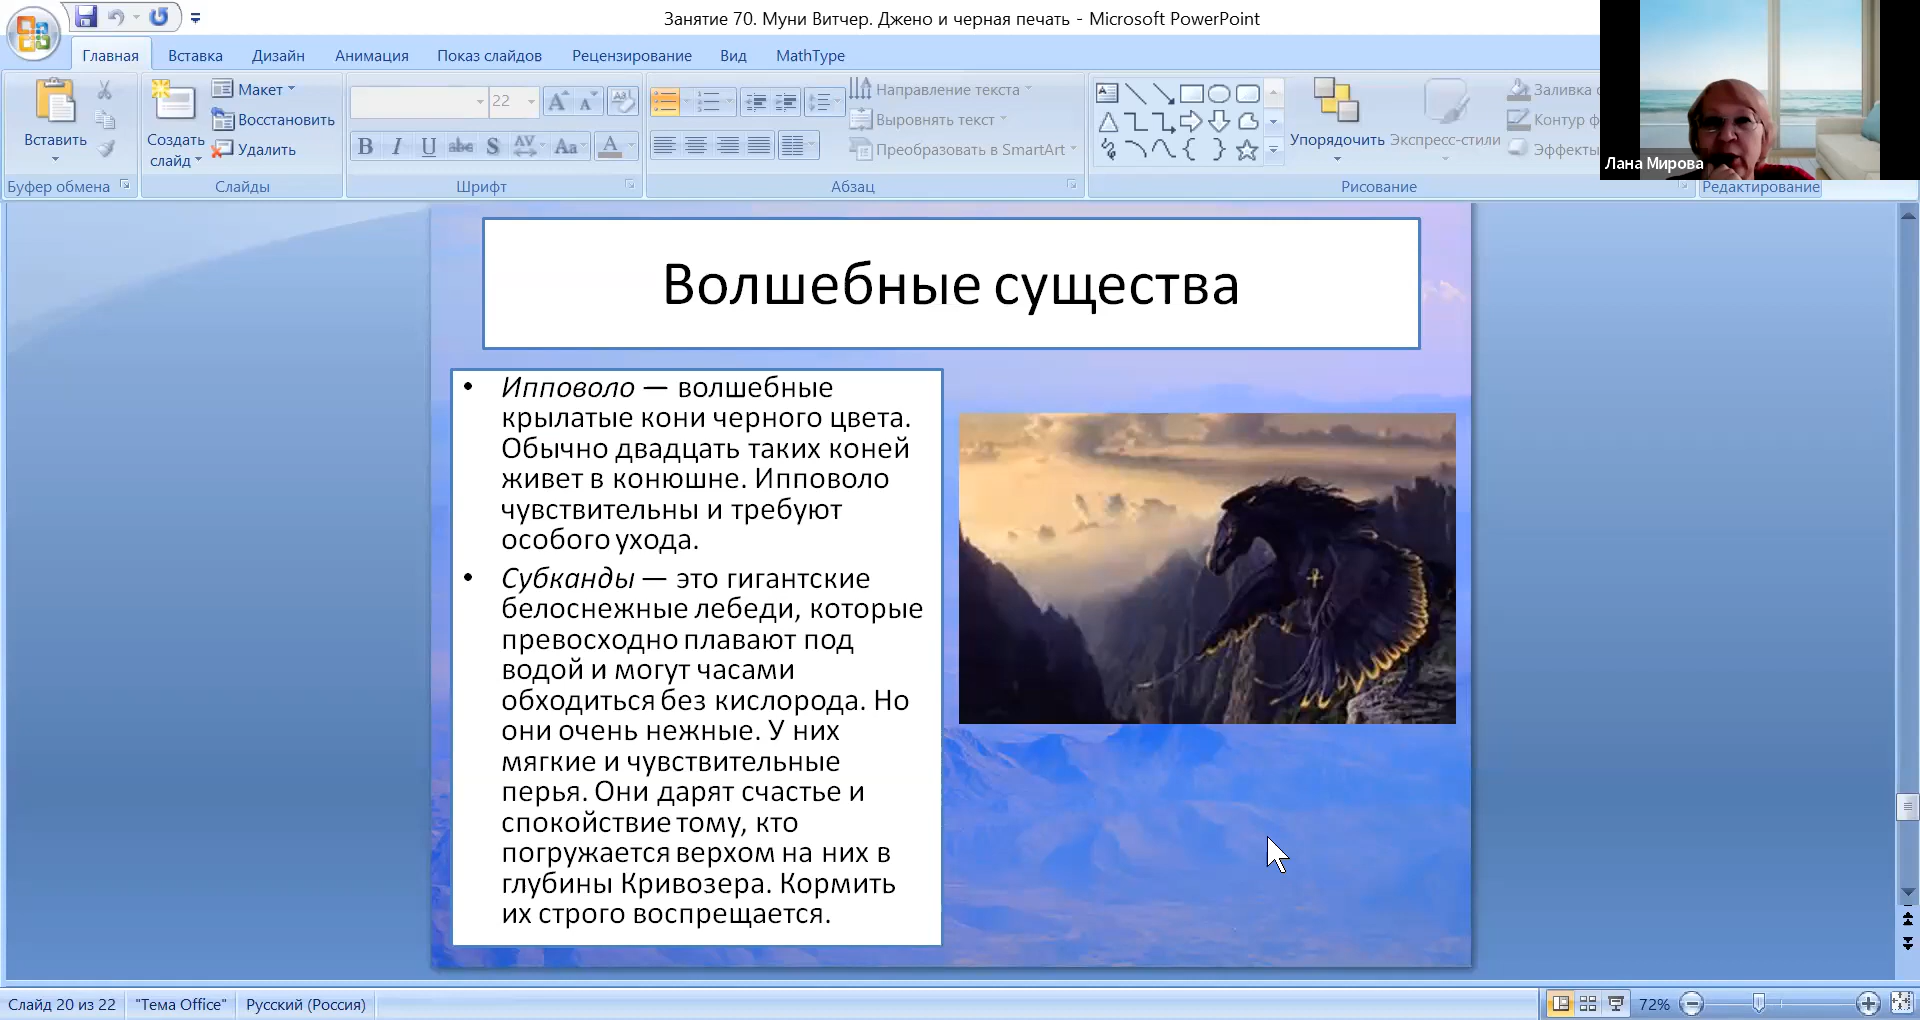 Занятие 70. Муни Витчер. Джено и черная печать - Microsoft PowerPoint
Главная Вставка Дизайн Анимация Показ слайдов Рецензирование Вид MathType
Вставить
Буфер обмена
Создать слайд
Макет
Восстановить
Удалить
Слайды
22
Шрифт
Направление текста
Выровнять текст
Преобразовать в SmartArt
Абзац
Упорядочить
Экспресс-стили
Заливка
Контур ф
Эффекты
Рисование
Редактирование
Лана Мирова
Волшебные существа
• Ипповоло — волшебные
крылатые кони черного цвета.
Обычно двадцать таких коней
живет в конюшне. Ипповоло
чувствительны и требуют
особого ухода.
• Субканды — это гигантские
белоснежные лебеди, которые
превосходно плавают под
водой и могут часами
обходиться без кислорода. Но
они очень нежные. У них
мягкие и чувствительные
перья. Они дарят счастье и
спокойствие тому, кто
погружается верхом на них в
глубины Кривозера. Кормить
их строго воспрещается.
Слайд 20 из 22 "Тема Office" Русский (Россия) 72%